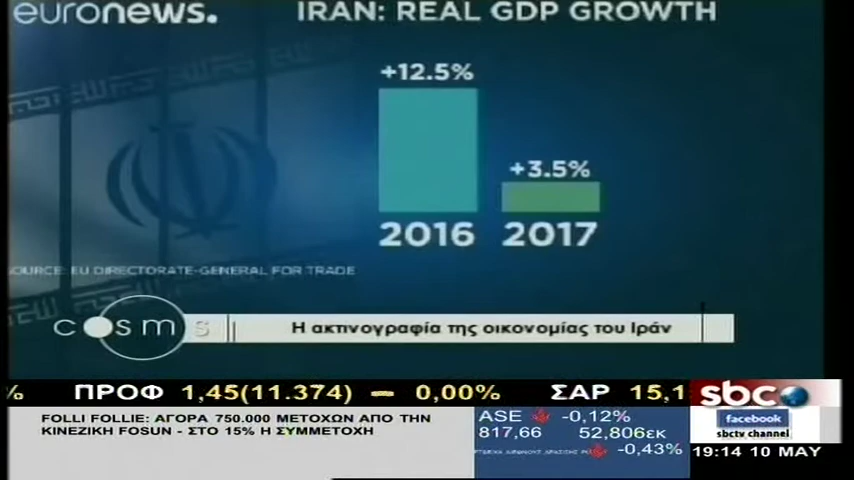 euronews.
IRAN: REAL GDP GROWTH
+12.5%
+3.5%
2016 2017
SOURCE: EU DIRECTORATE-GENERAL FOR TRADE
cosms
Η ακτινογραφία της οικονομίας του Ιράν
% ΠΡΟΦ 1,45(11.374) 0,00% ΣΑΡ 15,1
sbc
FOLLI FOLLIE: ΑΓΟΡΑ 750.000 ΜΕΤΟΧΩΝ ΑΠΟ ΤΗΝ
ΚΙΝΕΖΙΚΗ FOSUN - ΣΤΟ 15% Η ΣΥΜΜΕΤΟΧΗ
ASE -0,12%
817,66 52,806εκ
-0,43%
facebook
sbctv channel
19:14 10 MAY